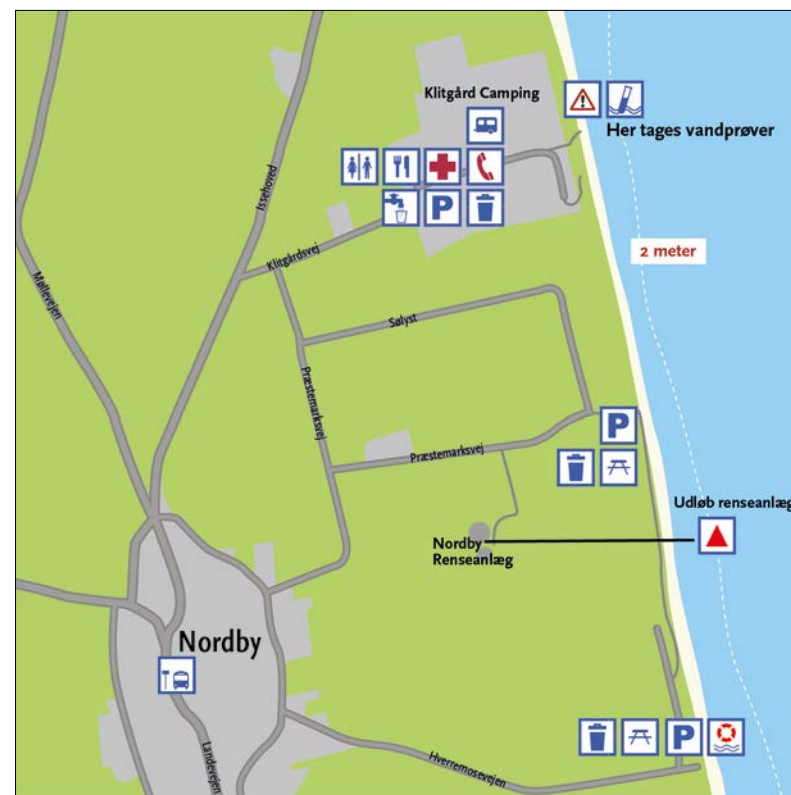 Klitgård Camping
Her tages vandprøver
P
Issehoved
Klitgårdsvej
2 meter
Møllevejen
Sølyst
Præstemarksvej
P
Præstemarksvej
Udløb renseanlæg
Nordby
Renseanlæg
Nordby
Landevejen
Hverremosevejen
P